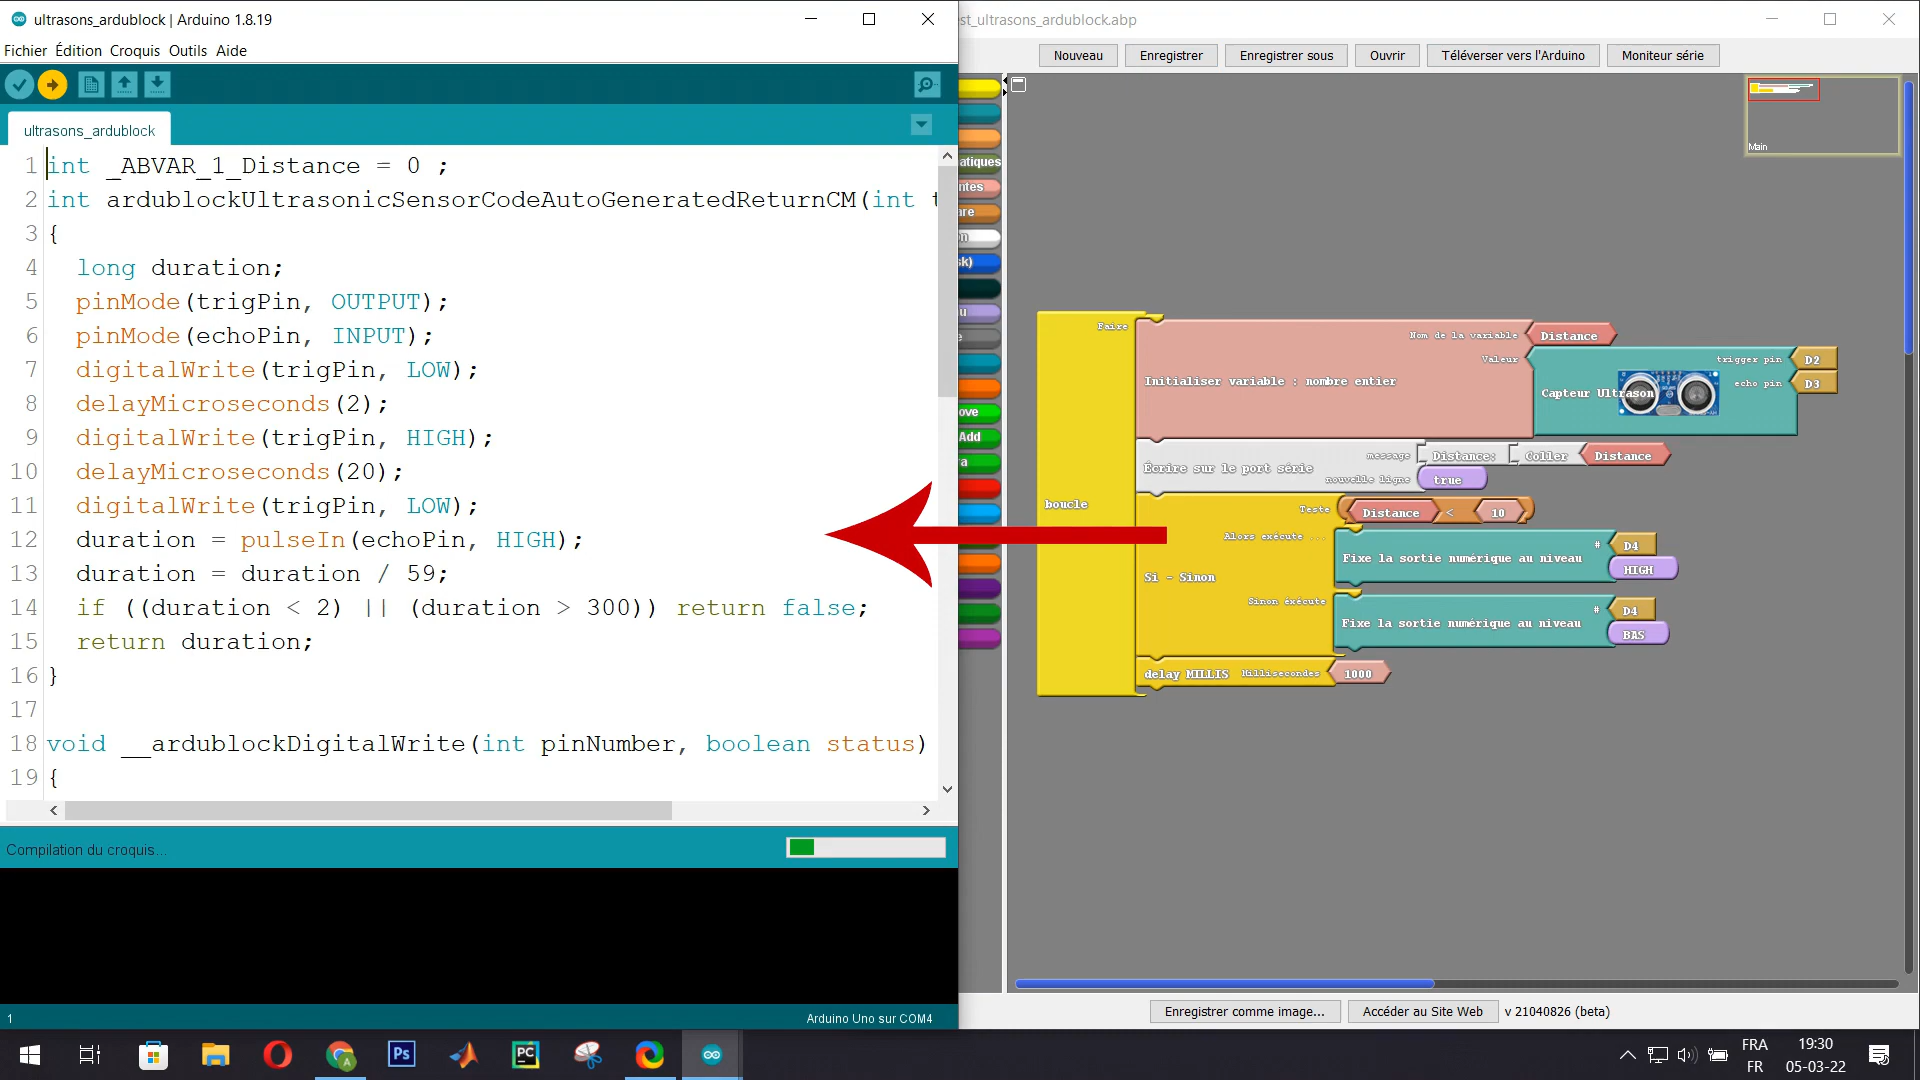 ultrasons_ardublock | Arduino 1.8.19
Fichier Édition Croquis Outils Aide
ultrasons_ardublock
1 int _ABVAR_1_Distance = 0 ;
2 int ardublockUltrasonicSensorCodeAutoGeneratedReturnCM(int t
3 {
4 long duration;
5 pinMode(trigPin, OUTPUT);
6 pinMode(echoPin, INPUT);
7 digitalWrite(trigPin, LOW);
8 delayMicroseconds(2);
9 digitalWrite(trigPin, HIGH);
10 delayMicroseconds(20);
11 digitalWrite(trigPin, LOW);
12 duration = pulseIn(echoPin, HIGH);
13 duration = duration / 59;
14 if ((duration < 2) || (duration > 300)) return false;
15 return duration;
16 }
17
18 void __ardublockDigitalWrite(int pinNumber, boolean status)
19 {
Compilation du croquis...
1
Arduino Uno sur COM4
st_ultrasons_ardublock.abp
Nouveau Enregistrer Enregistrer sous Ouvrir Téléverser vers l'Arduino Moniteur série
atiques
ntes
are
n
sk)
u
e
ove
Add
a
Main
Faire
boucle
Initialiser variable : nombre entier
Nom de la variable
Distance
Valeur
Capteur Ultrason
trigger pin
D2
echo pin
D3
Écrire sur le port série
message
Distance:
Coller
Distance
nouvelle ligne
true
Si - Sinon
Teste
Distance < 10
Alors exécute ...
Fixe la sortie numérique au niveau
# D4
HIGH
Sinon éxécute
Fixe la sortie numérique au niveau
# D4
BAS
delay MILLIS Millisecondes 1000
Enregistrer comme image... Accéder au Site Web v 21040826 (beta)
A
Ps
PC
FRA
FR
19:30
05-03-22